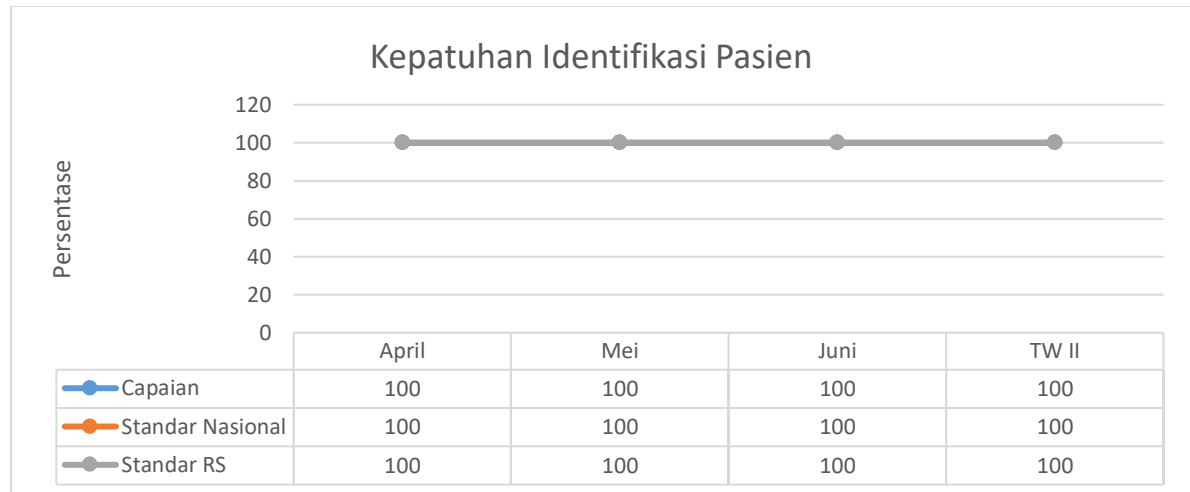 Kepatuhan Identifikasi Pasien
Persentase
120
100
80
60
40
20
0
April Mei Juni TW II
Capaian 100 100 100 100
Standar Nasional 100 100 100 100
Standar RS 100 100 100 100